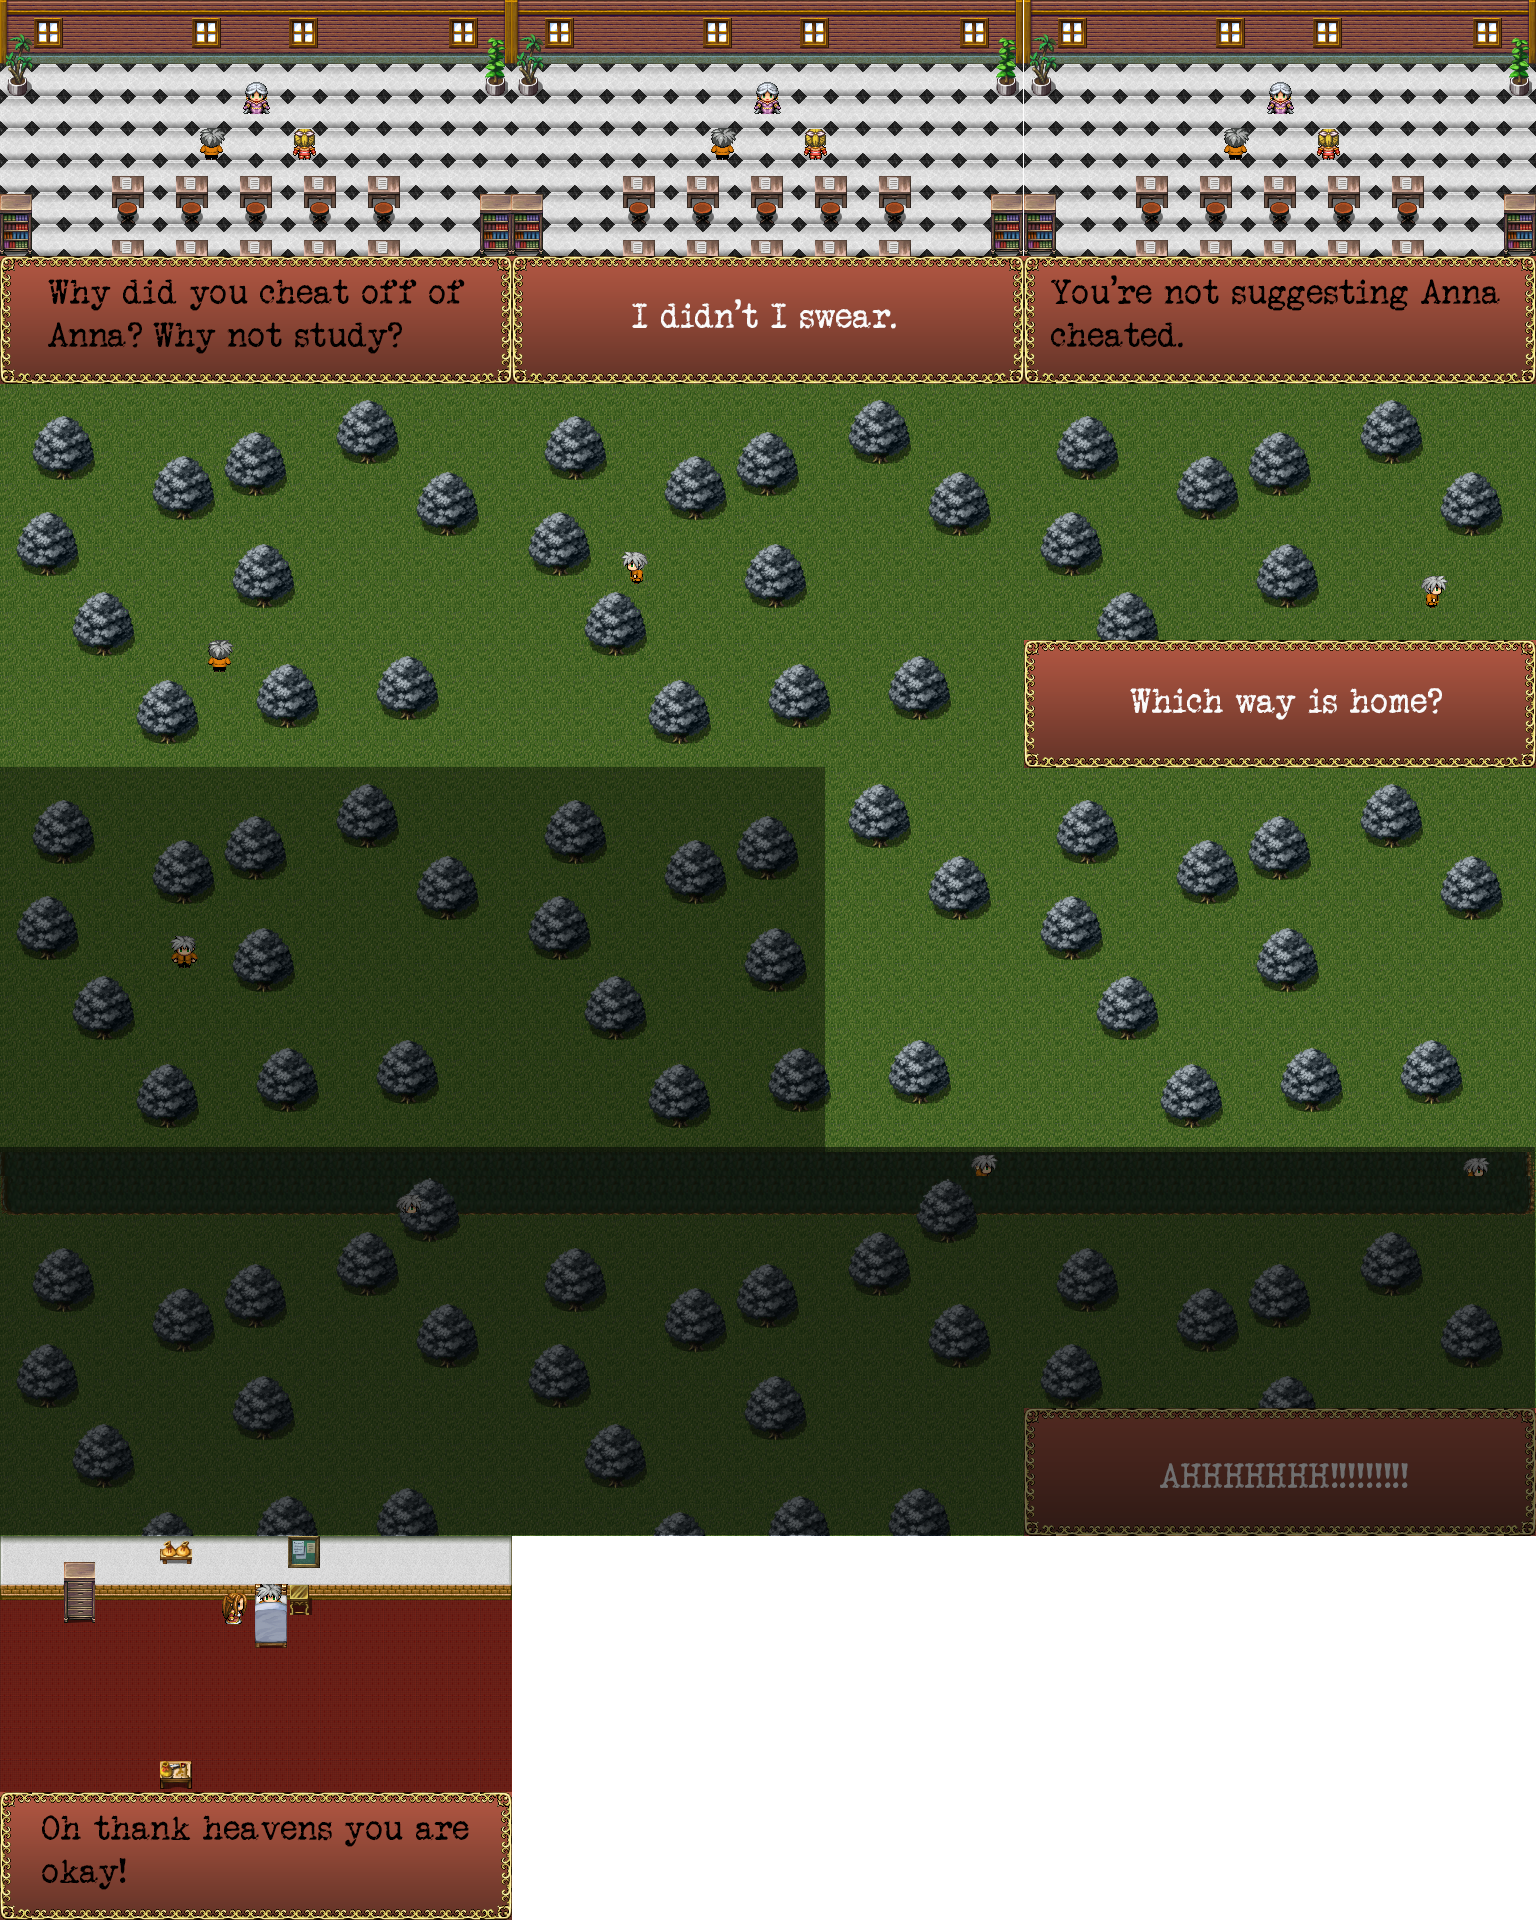 Why did you cheat off of
Anna? Why not study?
I didn't I swear.
You're not suggesting Anna
cheated.
Which way is home?
AHHHHHHH!!!!!!!!!
Oh thank heavens you are
okay!